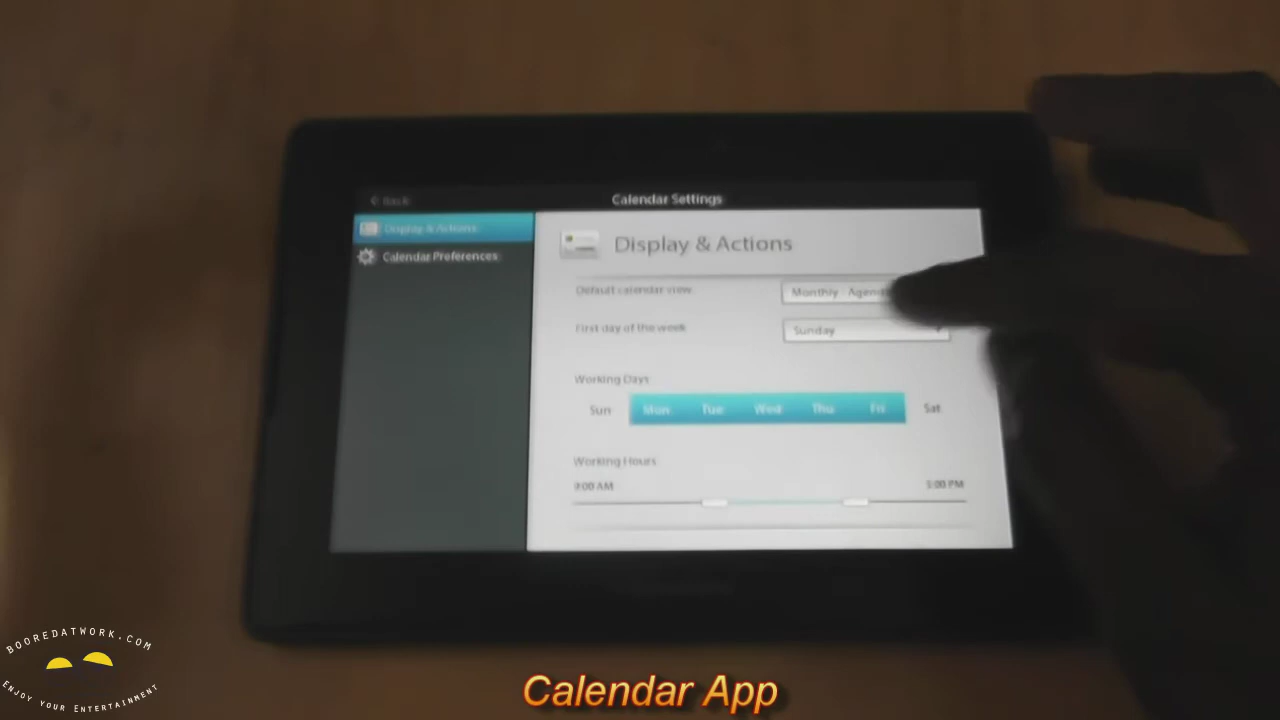 Back
Calendar Settings
Display & Actions
Calendar Preferences
Display & Actions
Default calendar view
Monthly
First day of the week
Sunday
Working Days
Sun Mon Tue Wed Thu Fri Sat
Working Hours
9:00 AM 5:00 PM
BOOREDATWORK.COM
ENJOY YOUR ENTERTAINMENT
Calendar App